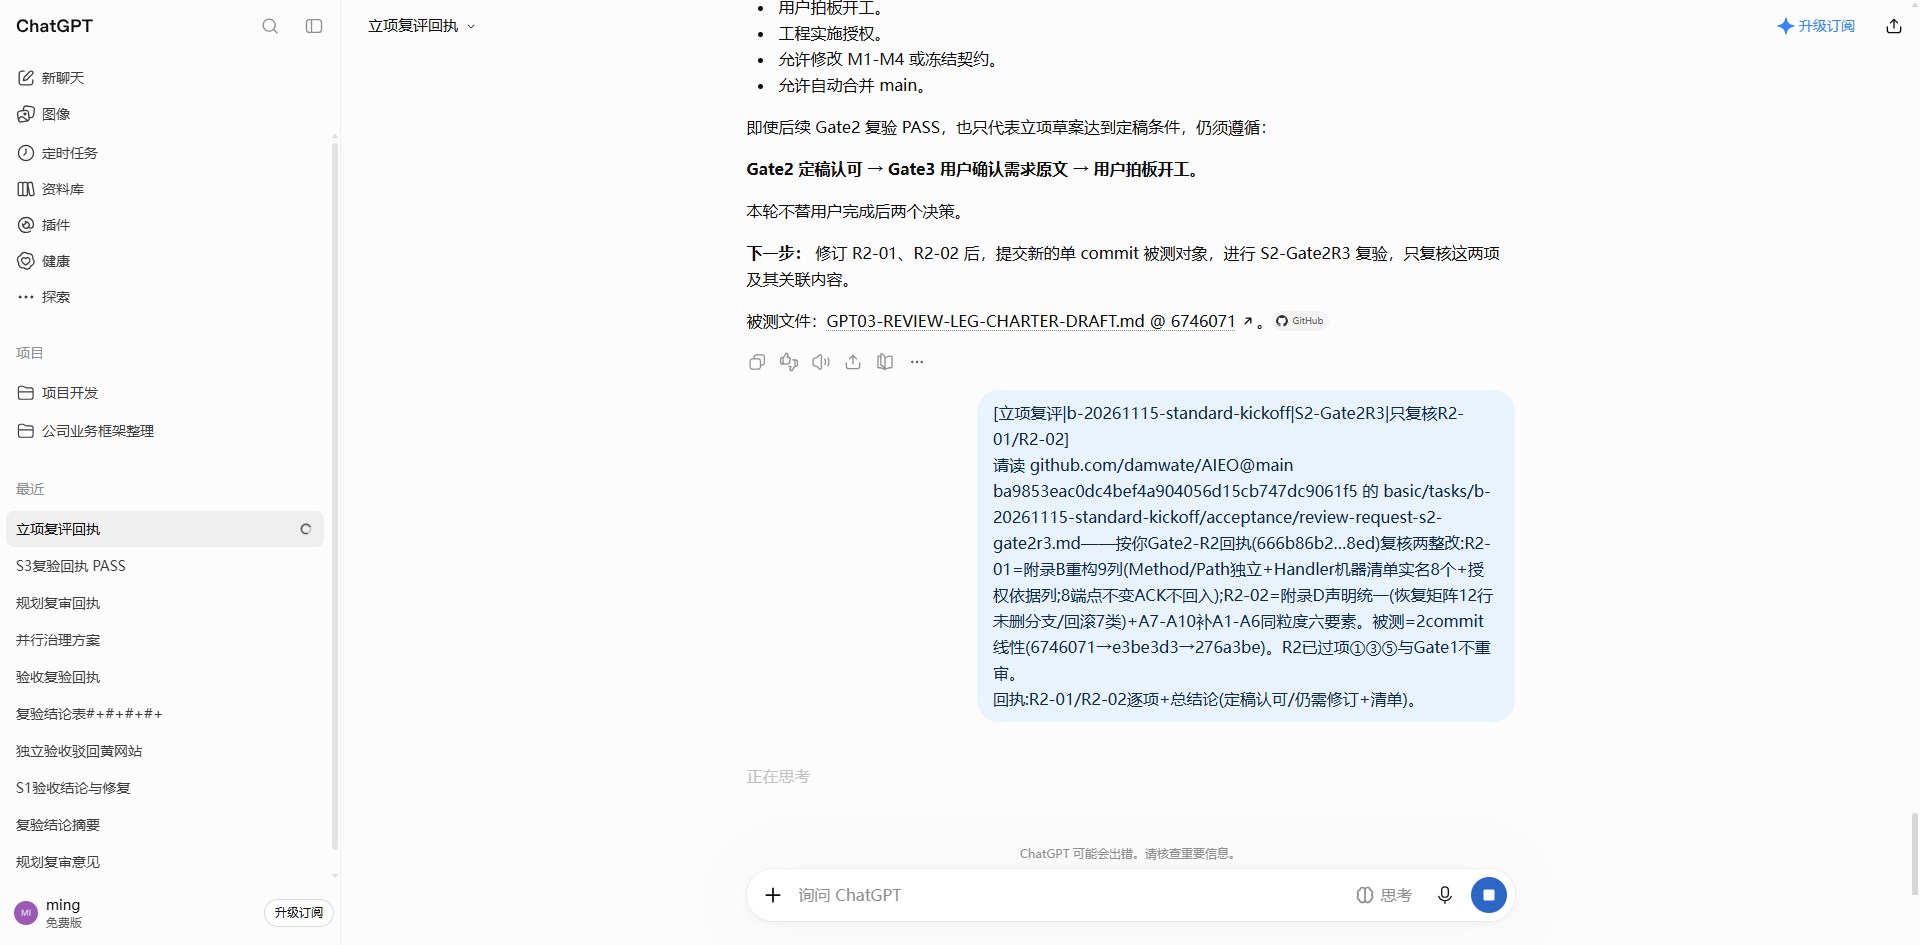 ChatGPT
新聊天
图像
定时任务
资料库
插件
健康
探索
项目
项目开发
公司业务框架整理
最近
立项复评回执
S3复验回执 PASS
规划复审回执
并行治理方案
验收复验回执
复验结论表#+#+#+#+
独立验收驳回黄网站
S1验收结论与修复
复验结论摘要
规划复审意见
MI
ming
免费版
升级订阅
立项复评回执
升级订阅
用户拍板开工。
工程实施授权。
允许修改 M1-M4 或冻结契约。
允许自动合并 main。
即使后续 Gate2 复验 PASS，也只代表立项草案达到定稿条件，仍须遵循：
Gate2 定稿认可 → Gate3 用户确认需求原文 → 用户拍板开工。
本轮不替用户完成后两个决策。
下一步： 修订 R2-01、R2-02 后，提交新的单 commit 被测对象，进行 S2-Gate2R3 复验，只复核这两项
及其关联内容。
被测文件：GPT03-REVIEW-LEG-CHARTER-DRAFT.md @ 6746071 ↗。 GitHub
[立项复评|b-20261115-standard-kickoff|S2-Gate2R3|只复核R2-
01/R2-02]
请读 github.com/damwate/AIEO@main
ba9853eac0dc4bef4a904056d15cb747dc9061f5 的 basic/tasks/b-
20261115-standard-kickoff/acceptance/review-request-s2-
gate2r3.md——按你Gate2-R2回执(666b86b2...8ed)复核两整改:R2-
01=附录B重构9列(Method/Path独立+Handler机器清单实名8个+授
权依据列;8端点不变ACK不回入);R2-02=附录D声明统一(恢复矩阵12行
未删分支/回滚7类)+A7-A10补A1-A6同粒度六要素。被测=2commit
线性(6746071→e3be3d3→276a3be)。R2已过项①③⑤与Gate1不重
审。
回执:R2-01/R2-02逐项+总结论(定稿认可/仍需修订+清单)。
正在思考
ChatGPT 可能会出错。请核查重要信息。
询问 ChatGPT
思考